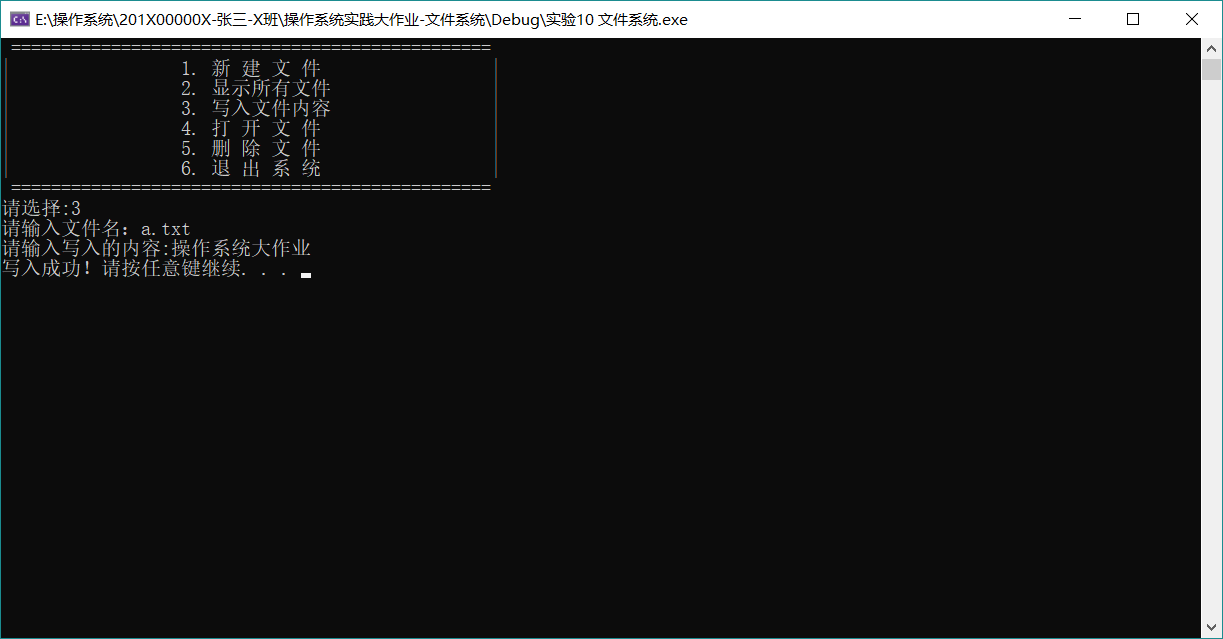 E:\操作系统\201X00000X-张三-X班\操作系统实践大作业-文件系统\Debug\实验10 文件系统.exe
================================================
1. 新 建 文 件
2. 显示所有文件
3. 写入文件内容
4. 打 开 文 件
5. 删 除 文 件
6. 退 出 系 统
================================================
请选择:3
请输入文件名：a.txt
请输入写入的内容:操作系统大作业
写入成功！请按任意键继续. . .